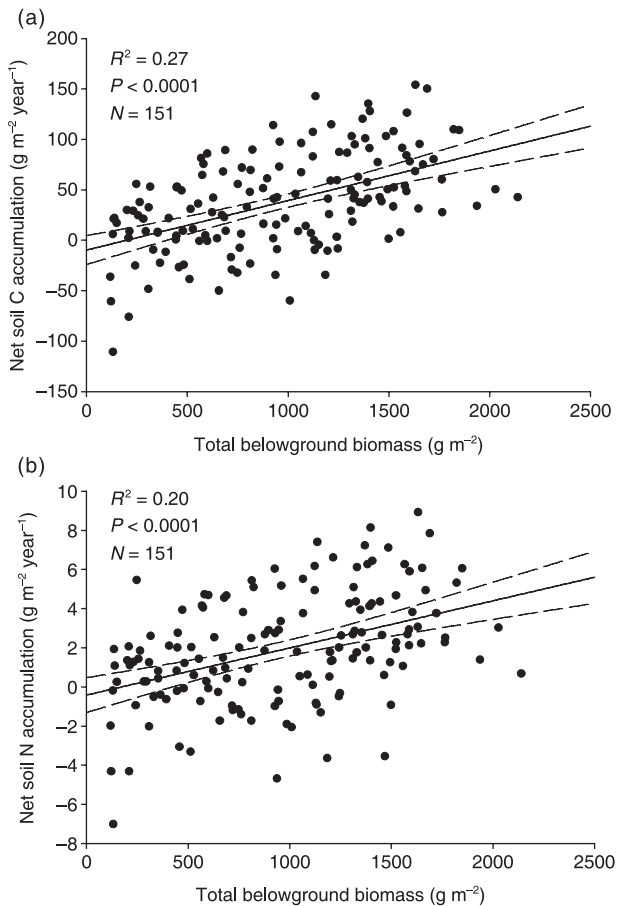 (a)
200
150
100
50
0
−50
−100
−150
R² = 0.27
P < 0.0001
N = 151
Net soil C accumulation (g m⁻² year⁻¹)
0 500 1000 1500 2000 2500
Total belowground biomass (g m⁻²)
(b)
10
8
6
4
2
0
−2
−4
−6
−8
R² = 0.20
P < 0.0001
N = 151
Net soil N accumulation (g m⁻² year⁻¹)
0 500 1000 1500 2000 2500
Total belowground biomass (g m⁻²)